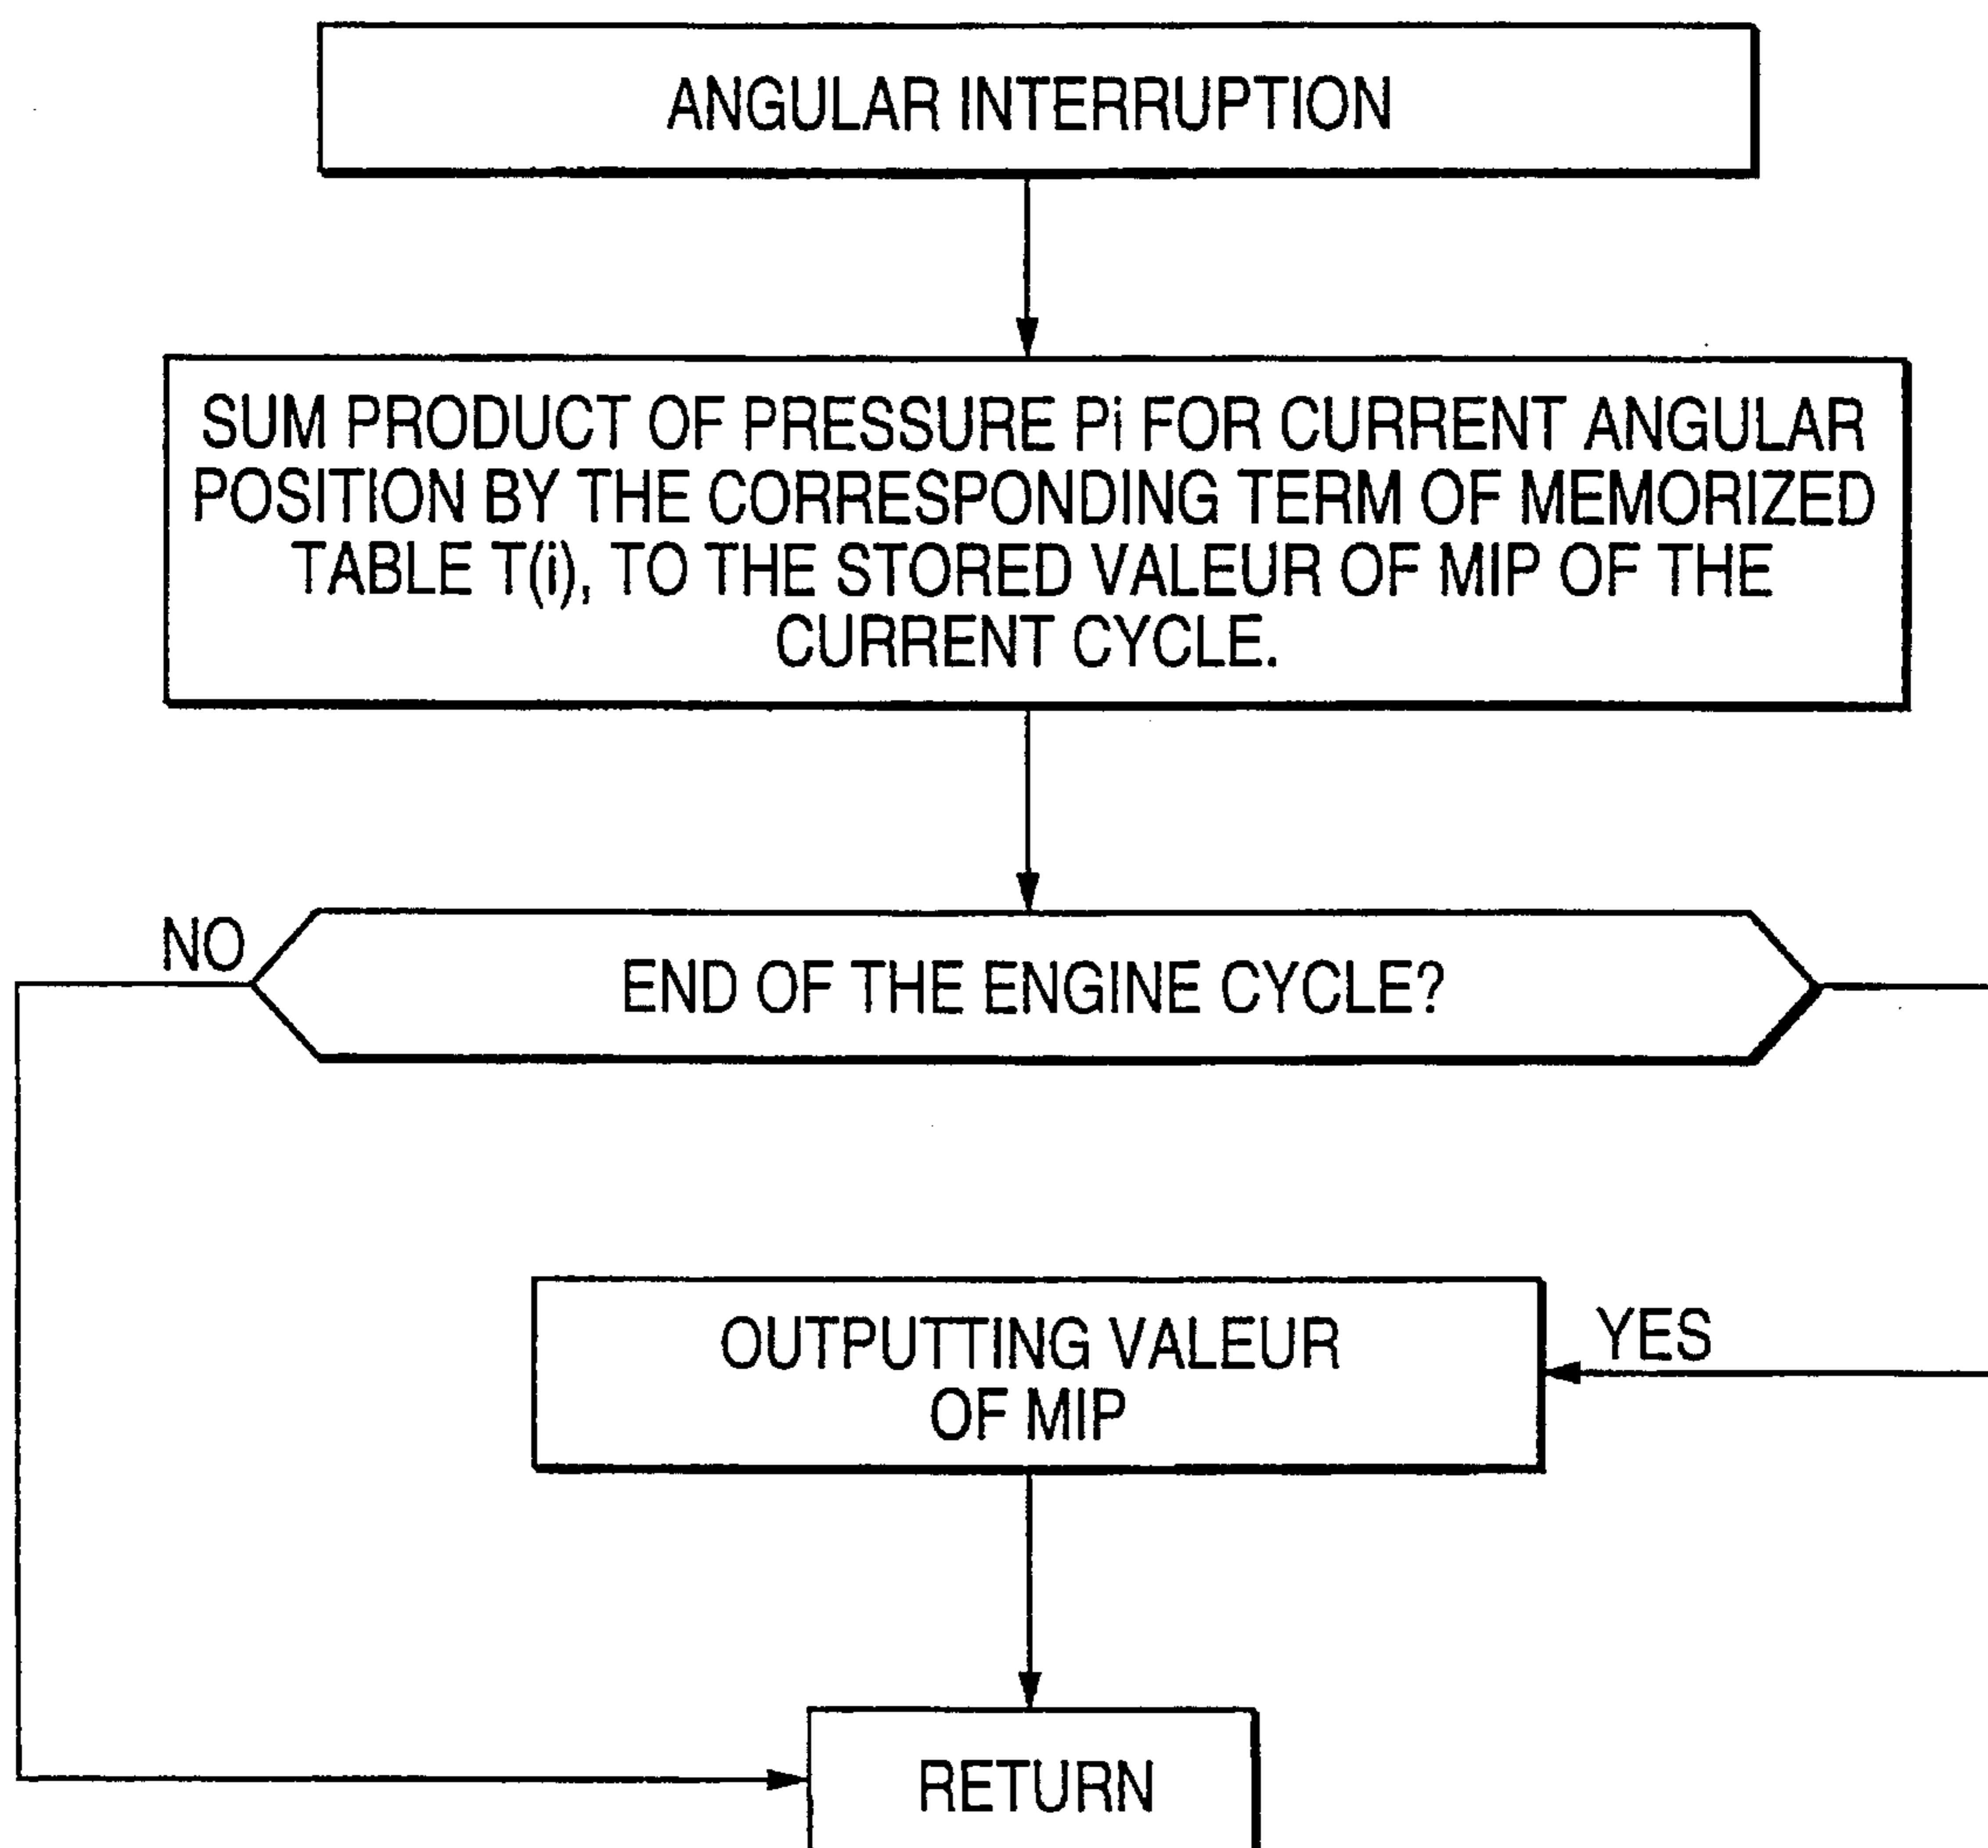 ANGULAR INTERRUPTION
SUM PRODUCT OF PRESSURE Pi FOR CURRENT ANGULAR
POSITION BY THE CORRESPONDING TERM OF MEMORIZED
TABLE T(i), TO THE STORED VALEUR OF MIP OF THE
CURRENT CYCLE.
NO
END OF THE ENGINE CYCLE?
YES
OUTPUTTING VALEUR
OF MIP
RETURN